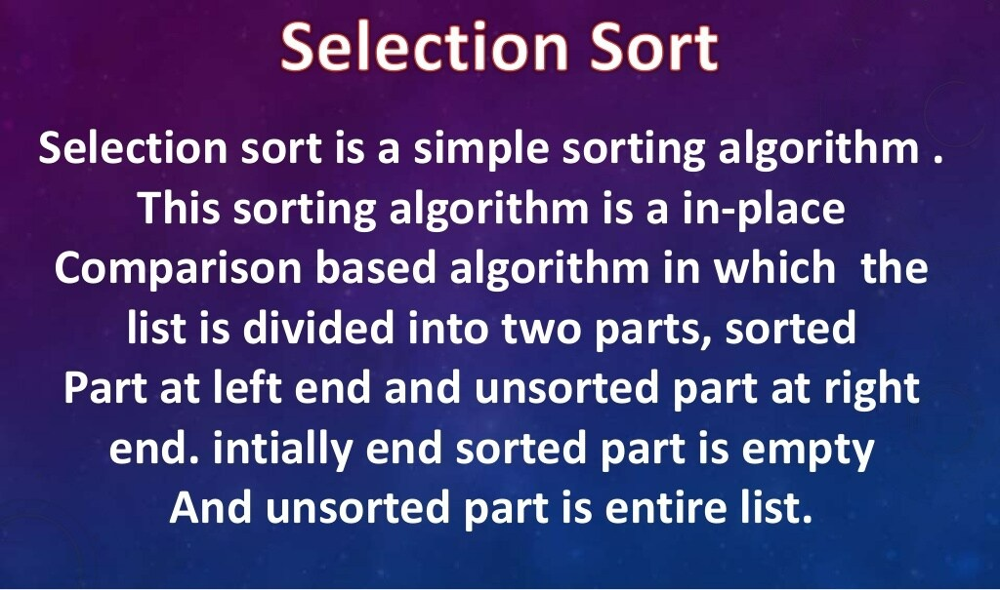 Selection Sort
Selection sort is a simple sorting algorithm .
This sorting algorithm is a in-place
Comparison based algorithm in which  the
list is divided into two parts, sorted
Part at left end and unsorted part at right
end. intially end sorted part is empty
And unsorted part is entire list.